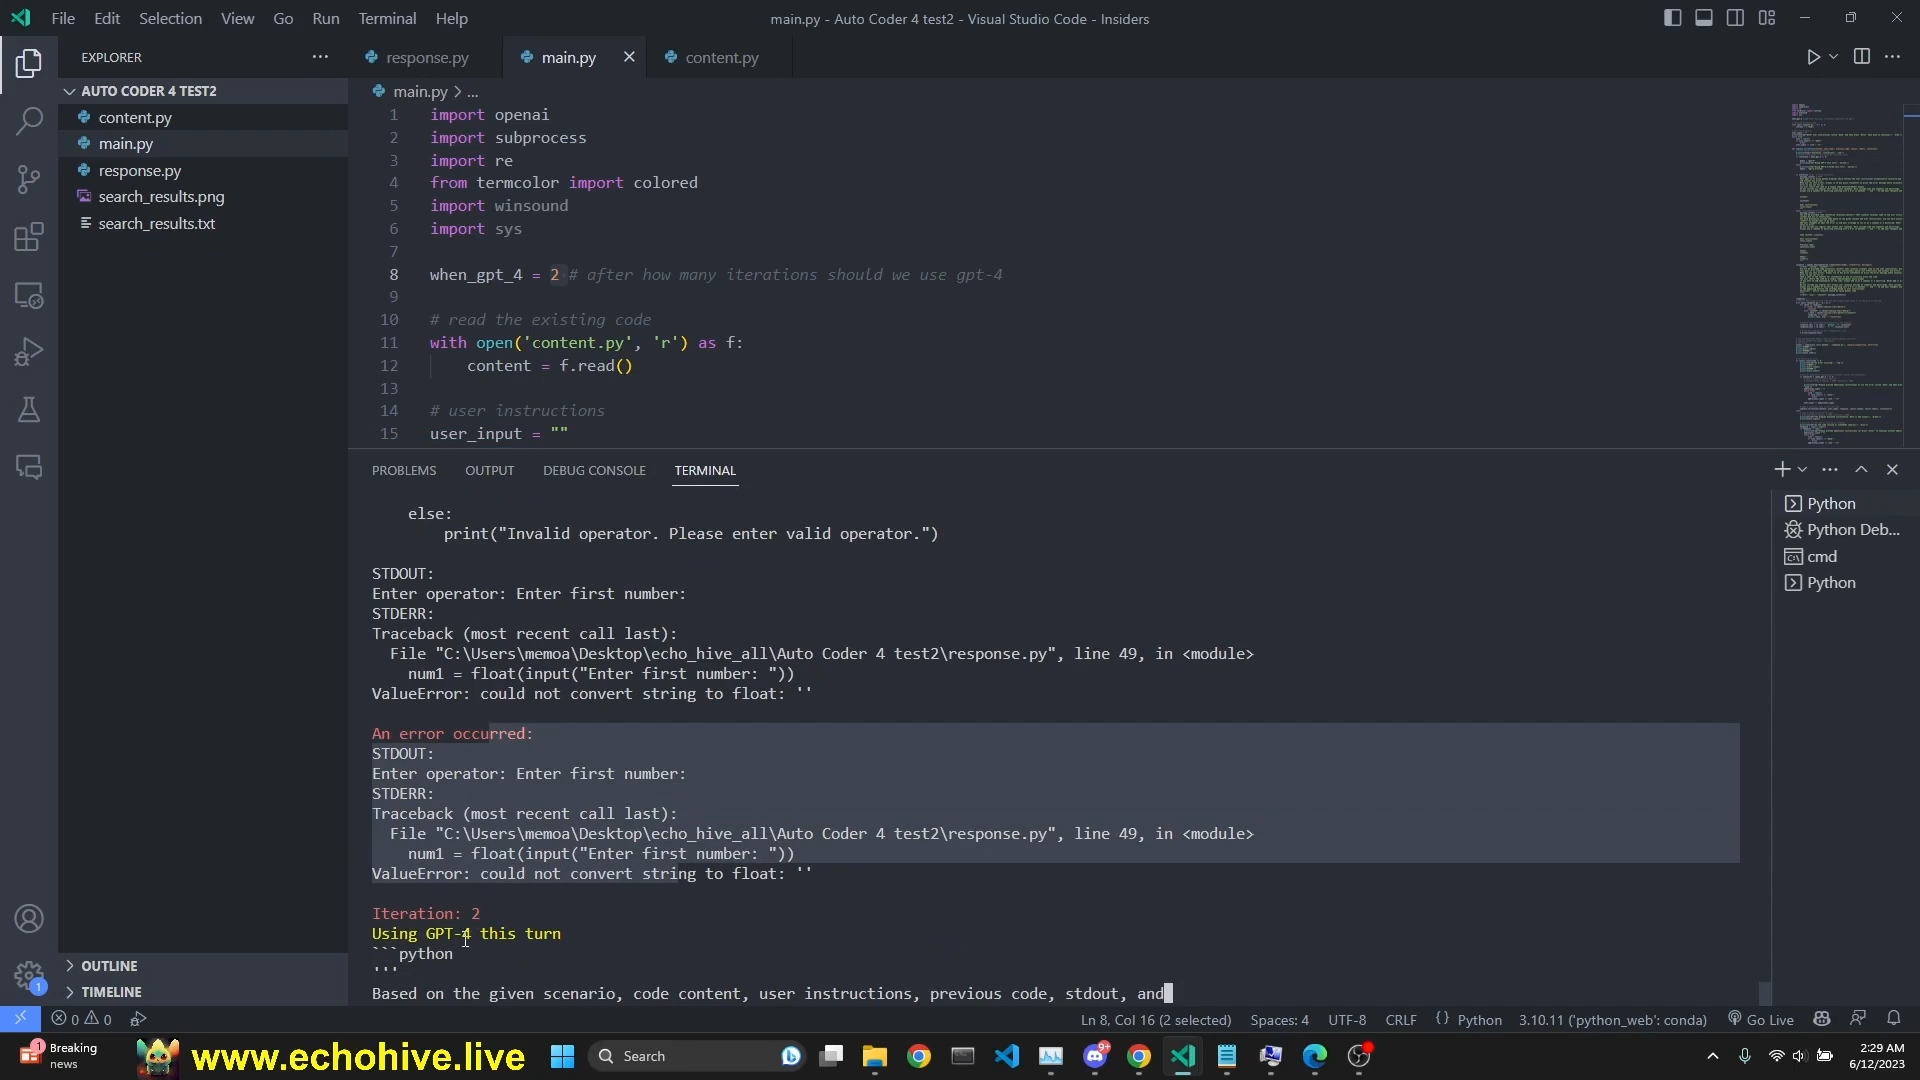 File Edit Selection View Go Run Terminal Help
main.py - Auto Coder 4 test2 - Visual Studio Code - Insiders
EXPLORER
response.py main.py content.py
AUTO CODER 4 TEST2
content.py
main.py
response.py
search_results.png
search_results.txt
main.py > ...
1 import openai
2 import subprocess
3 import re
4 from termcolor import colored
5 import winsound
6 import sys
7
8 when_gpt_4 = 2 # after how many iterations should we use gpt-4
9
10 # read the existing code
11 with open('content.py', 'r') as f:
12 content = f.read()
13
14 # user instructions
15 user_input = ""
PROBLEMS OUTPUT DEBUG CONSOLE TERMINAL
Python
Python Deb...
cmd
Python
else:
print("Invalid operator. Please enter valid operator.")
STDOUT:
Enter operator: Enter first number:
STDERR:
Traceback (most recent call last):
File "C:\Users\memoa\Desktop\echo_hive_all\Auto Coder 4 test2\response.py", line 49, in <module>
num1 = float(input("Enter first number: "))
ValueError: could not convert string to float: ''
An error occurred:
STDOUT:
Enter operator: Enter first number:
STDERR:
Traceback (most recent call last):
File "C:\Users\memoa\Desktop\echo_hive_all\Auto Coder 4 test2\response.py", line 49, in <module>
num1 = float(input("Enter first number: "))
ValueError: could not convert string to float: ''
Iteration: 2
Using GPT-4 this turn
```python
'''
Based on the given scenario, code content, user instructions, previous code, stdout, and
OUTLINE
TIMELINE
1
0 0
Ln 8, Col 16 (2 selected) Spaces: 4 UTF-8 CRLF {} Python 3.10.11 ('python_web': conda) Go Live
1
Breaking
news
www.echohive.live
Search
9+
2:29 AM
6/12/2023